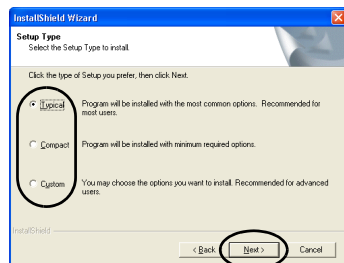 InstallShield Wizard
Setup Type
Select the Setup Type to install.
Click the type of Setup you prefer, then click Next.
Typical
Program will be installed with the most common options. Recommended for
most users.
Compact
Program will be installed with minimum required options.
Custom
You may choose the options you want to install. Recommended for advanced
users.
InstallShield
< Back
Next >
Cancel